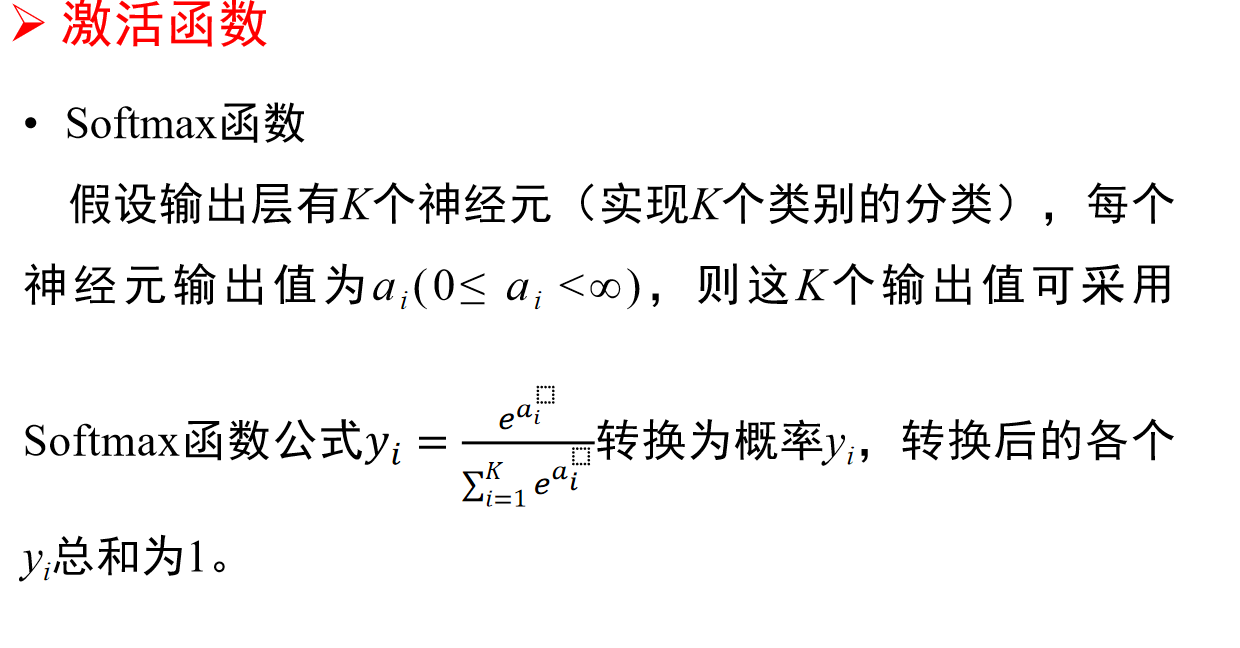 ➢ 激活函数
• Softmax函数
假设输出层有K个神经元（实现K个类别的分类），每个
神经元输出值为a_i(0≤ a_i <∞)，则这K个输出值可采用
Softmax函数公式y_i = \frac{e^{a_i^{□}}}{\sum_{i=1}^{K} e^{a_i^{□}}}转换为概率y_i，转换后的各个
y_i总和为1。